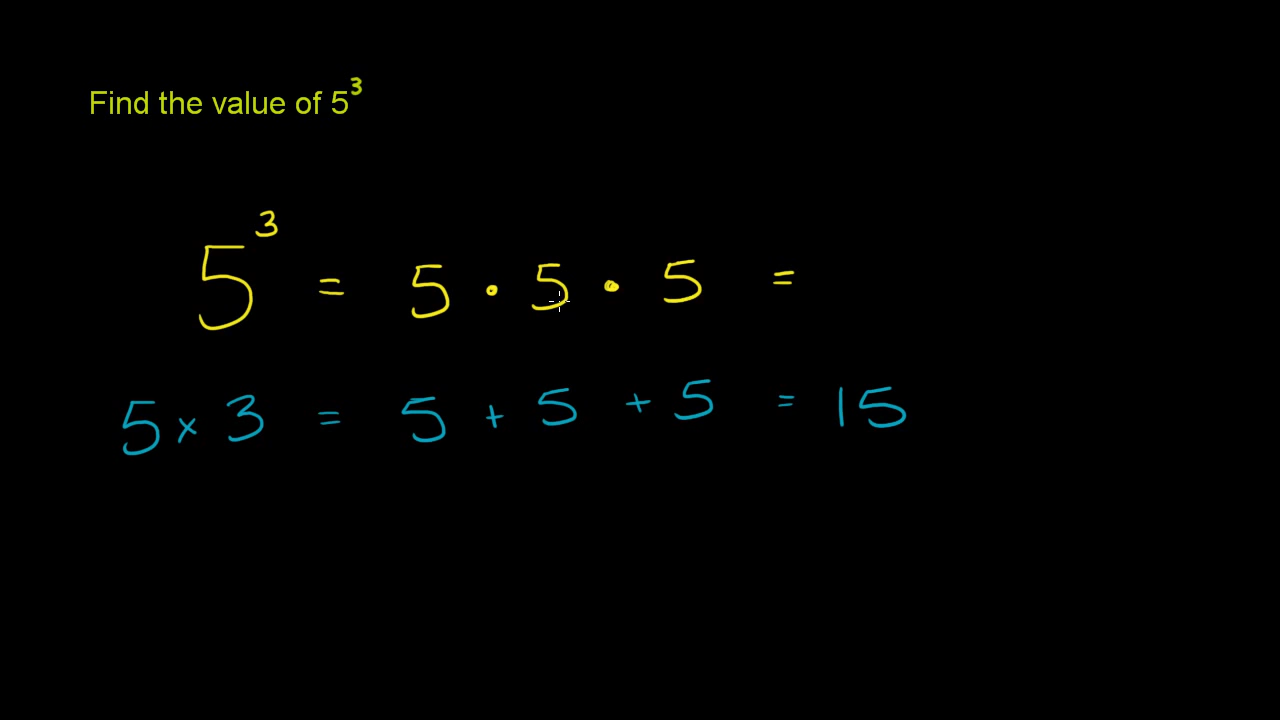 Find the value of 5³
5³ = 5 · 5 · 5 =
5 × 3 = 5 + 5 + 5 = 15